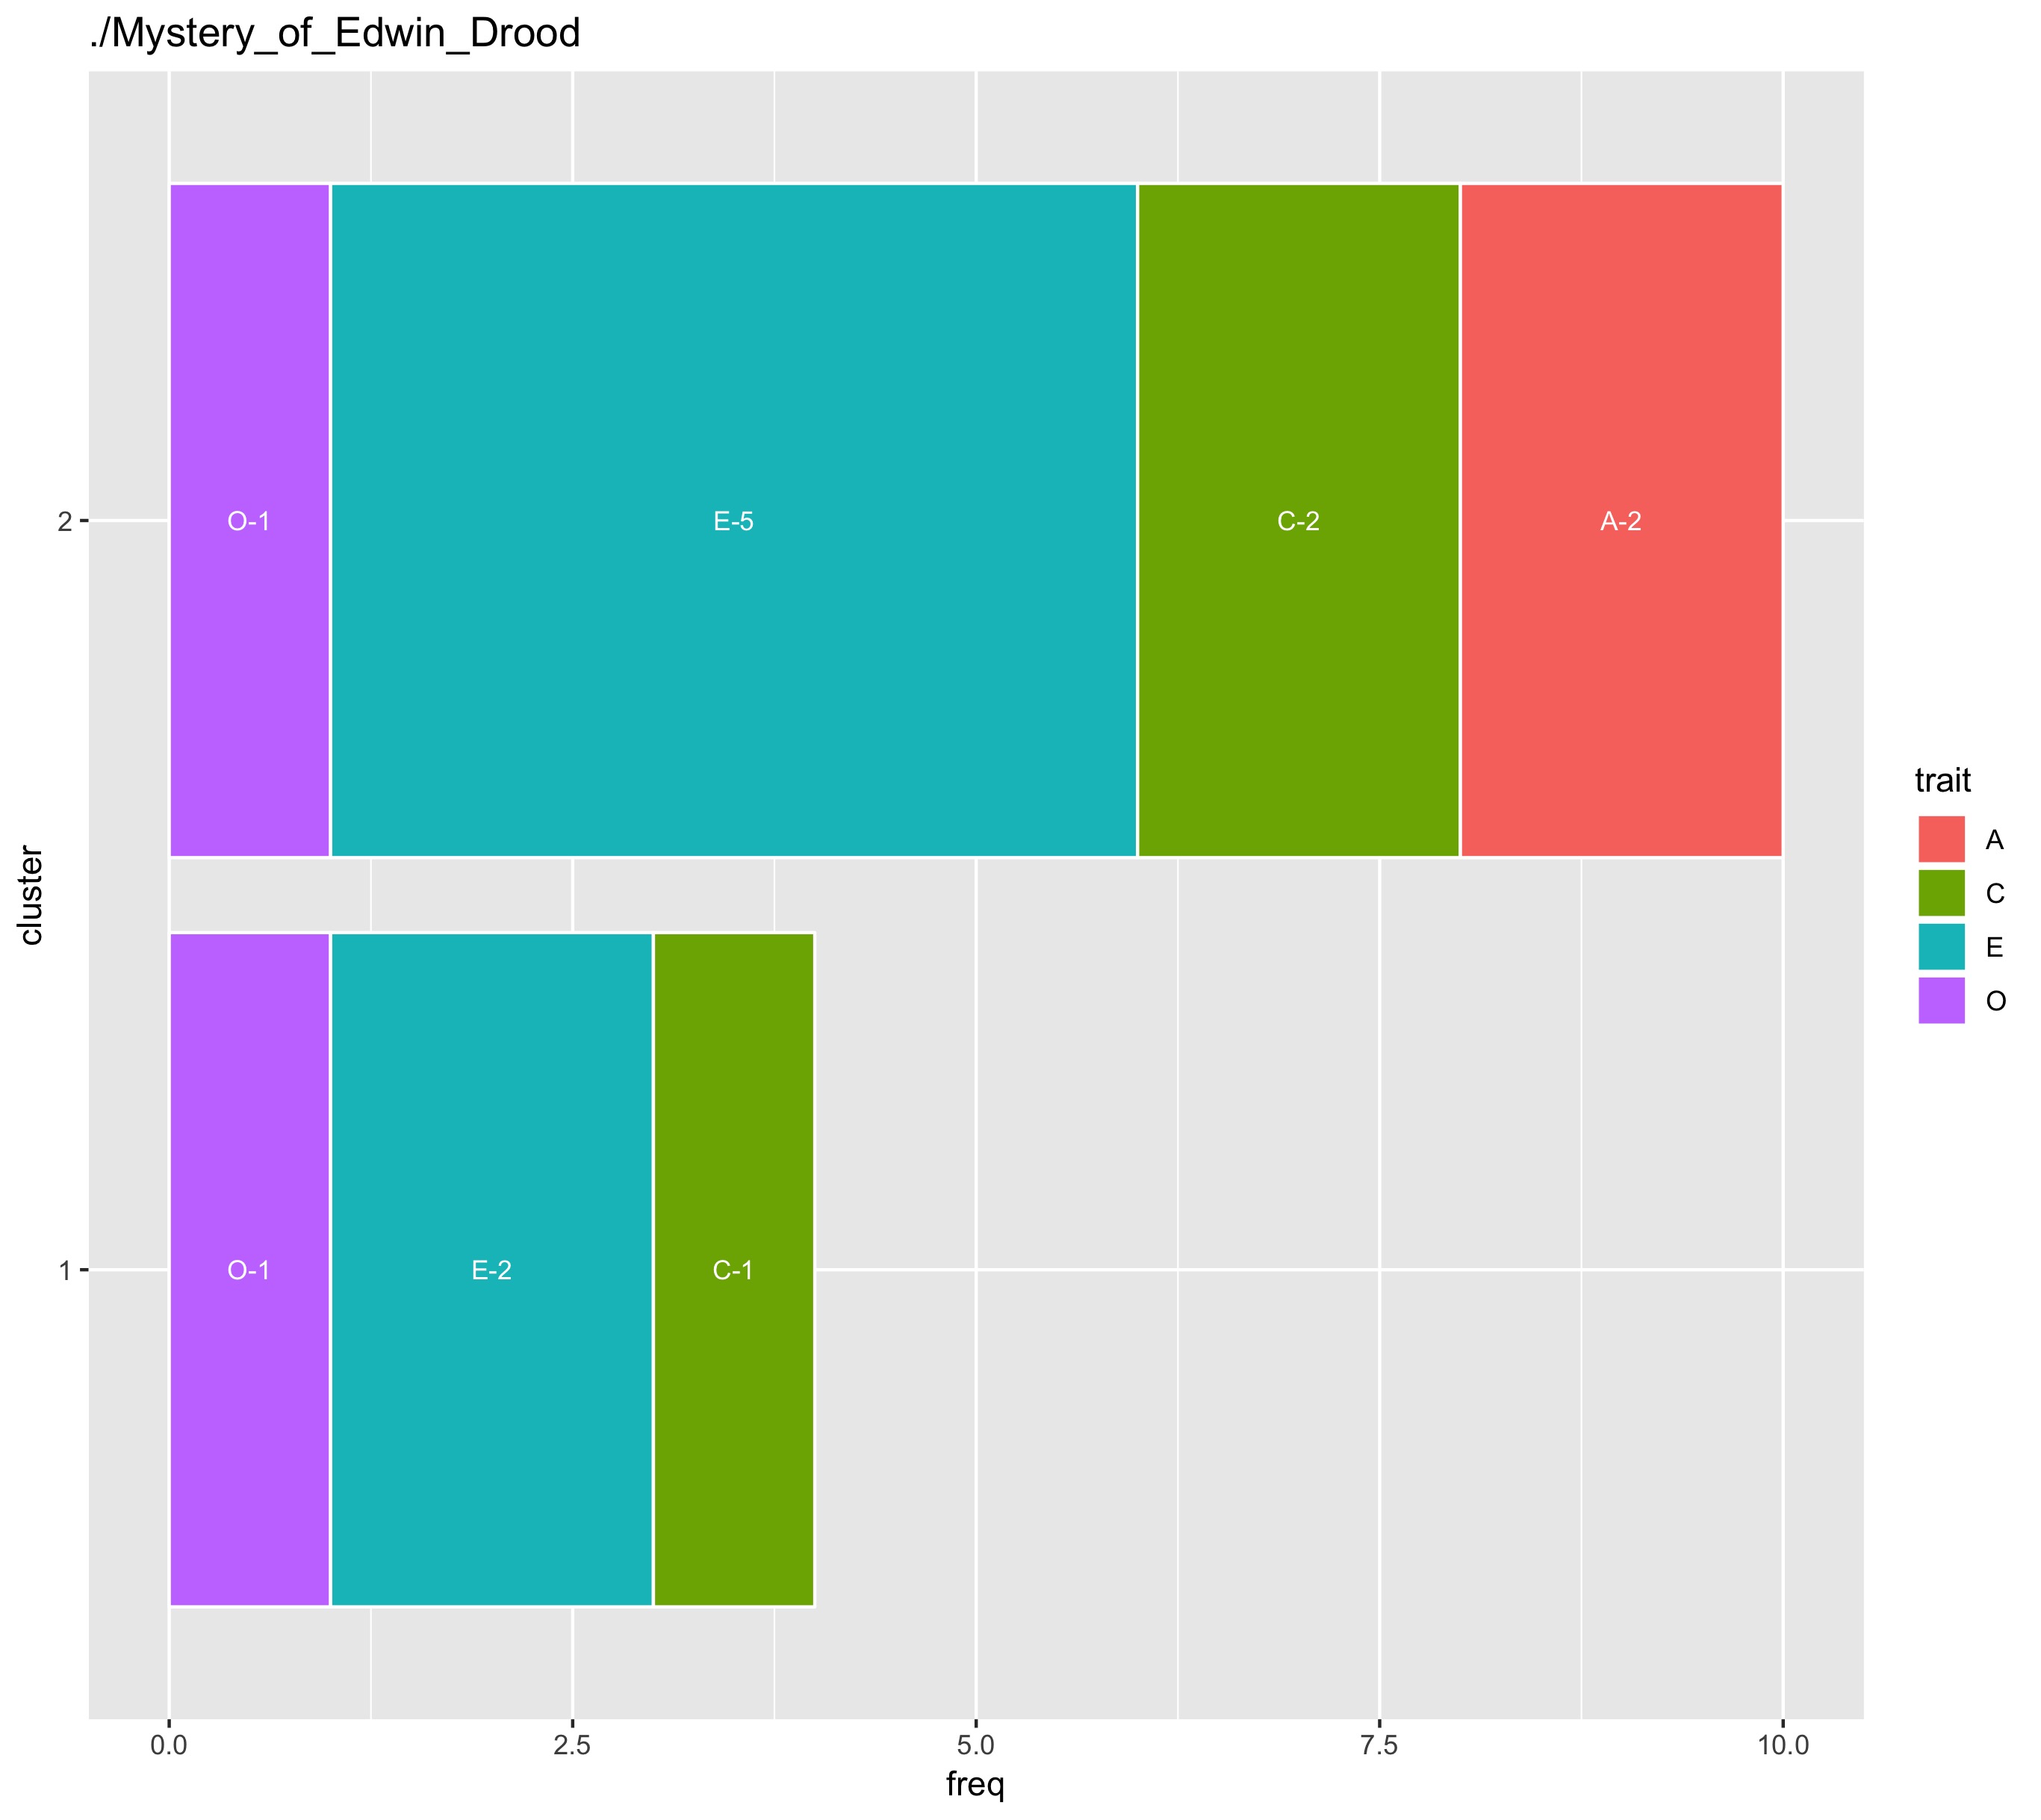 ./Mystery_of_Edwin_Drood
2
O-1
E-5
C-2
A-2
cluster
1
O-1
E-2
C-1
0.0
2.5
5.0
7.5
10.0
freq
trait
A
C
E
O